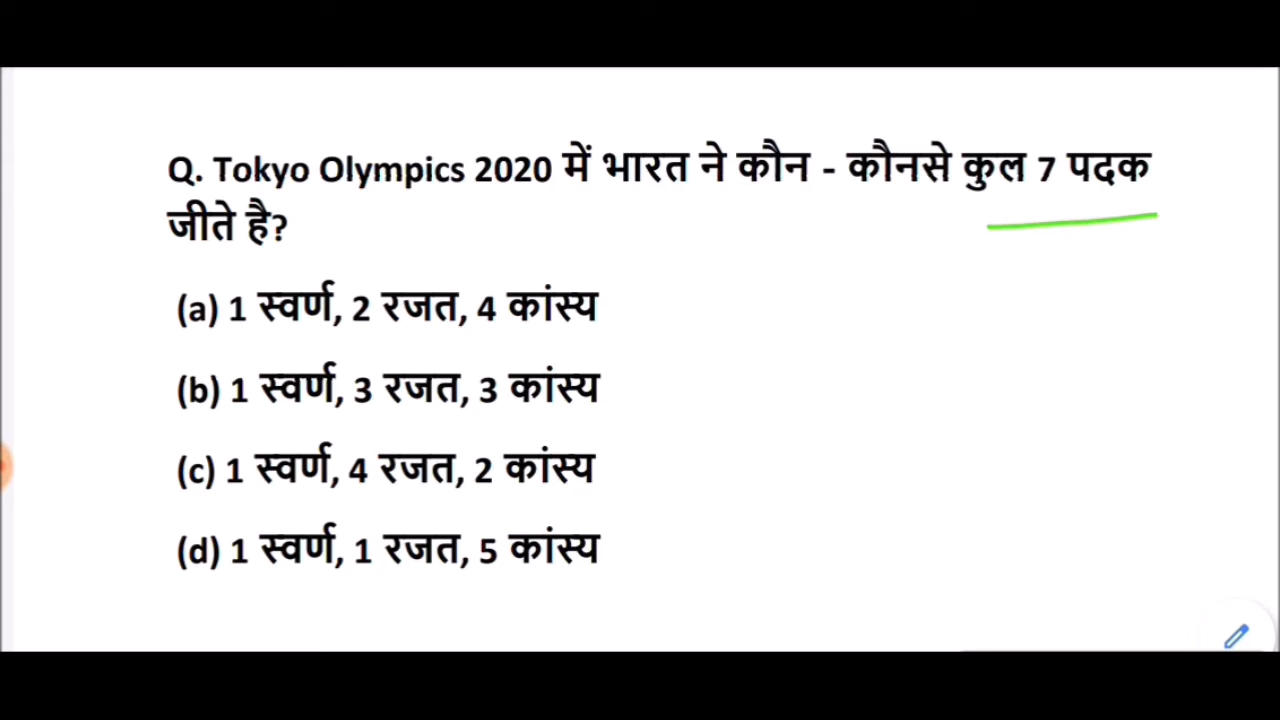 Q. Tokyo Olympics 2020 में भारत ने कौन - कौनसे कुल 7 पदक
जीते है?
(a) 1 स्वर्ण, 2 रजत, 4 कांस्य
(b) 1 स्वर्ण, 3 रजत, 3 कांस्य
(c) 1 स्वर्ण, 4 रजत, 2 कांस्य
(d) 1 स्वर्ण, 1 रजत, 5 कांस्य